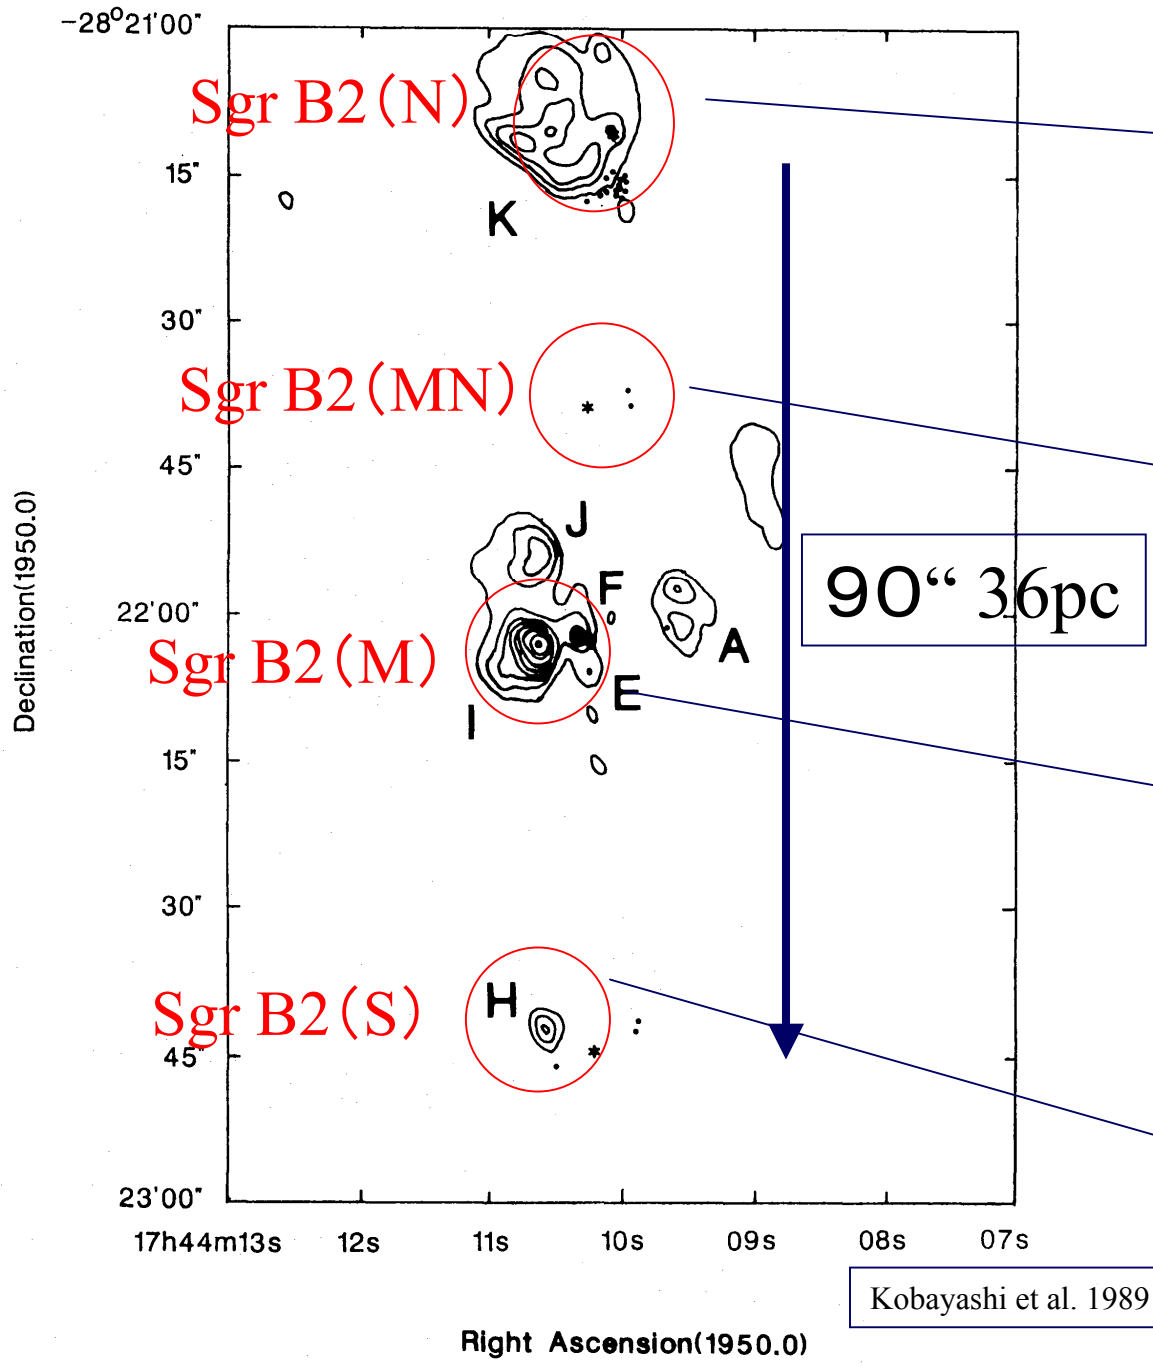 -28°21'00"
Sgr B2(N)
15"
K
30"
Sgr B2(MN)
45"
J
F
90“ 36pc
22'00"
A
Sgr B2(M)
E
I
15"
30"
H
Sgr B2(S)
45"
23'00"
17h44m13s 12s 11s 10s 09s 08s 07s
Kobayashi et al. 1989
Right Ascension(1950.0)
Declination(1950.0)